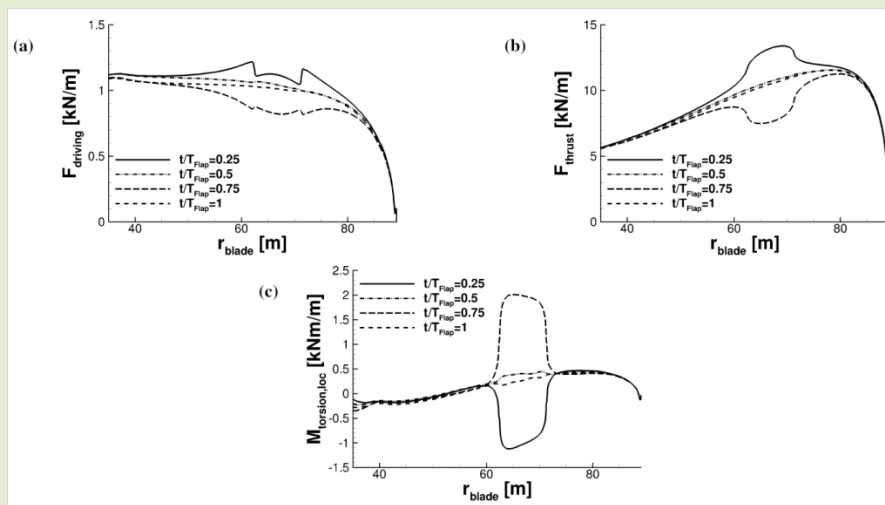 (a)
1.5
1
0.5
0
F_driving [kN/m]
t/T_Flap=0.25
t/T_Flap=0.5
t/T_Flap=0.75
t/T_Flap=1
40 60 80
r_blade [m]
(b)
15
10
5
0
F_thrust [kN/m]
t/T_Flap=0.25
t/T_Flap=0.5
t/T_Flap=0.75
t/T_Flap=1
40 60 80
r_blade [m]
(c)
2.5
2
1.5
1
0.5
0
-0.5
-1
-1.5
M_torsion,loc [kNm/m]
t/T_Flap=0.25
t/T_Flap=0.5
t/T_Flap=0.75
t/T_Flap=1
40 60 80
r_blade [m]